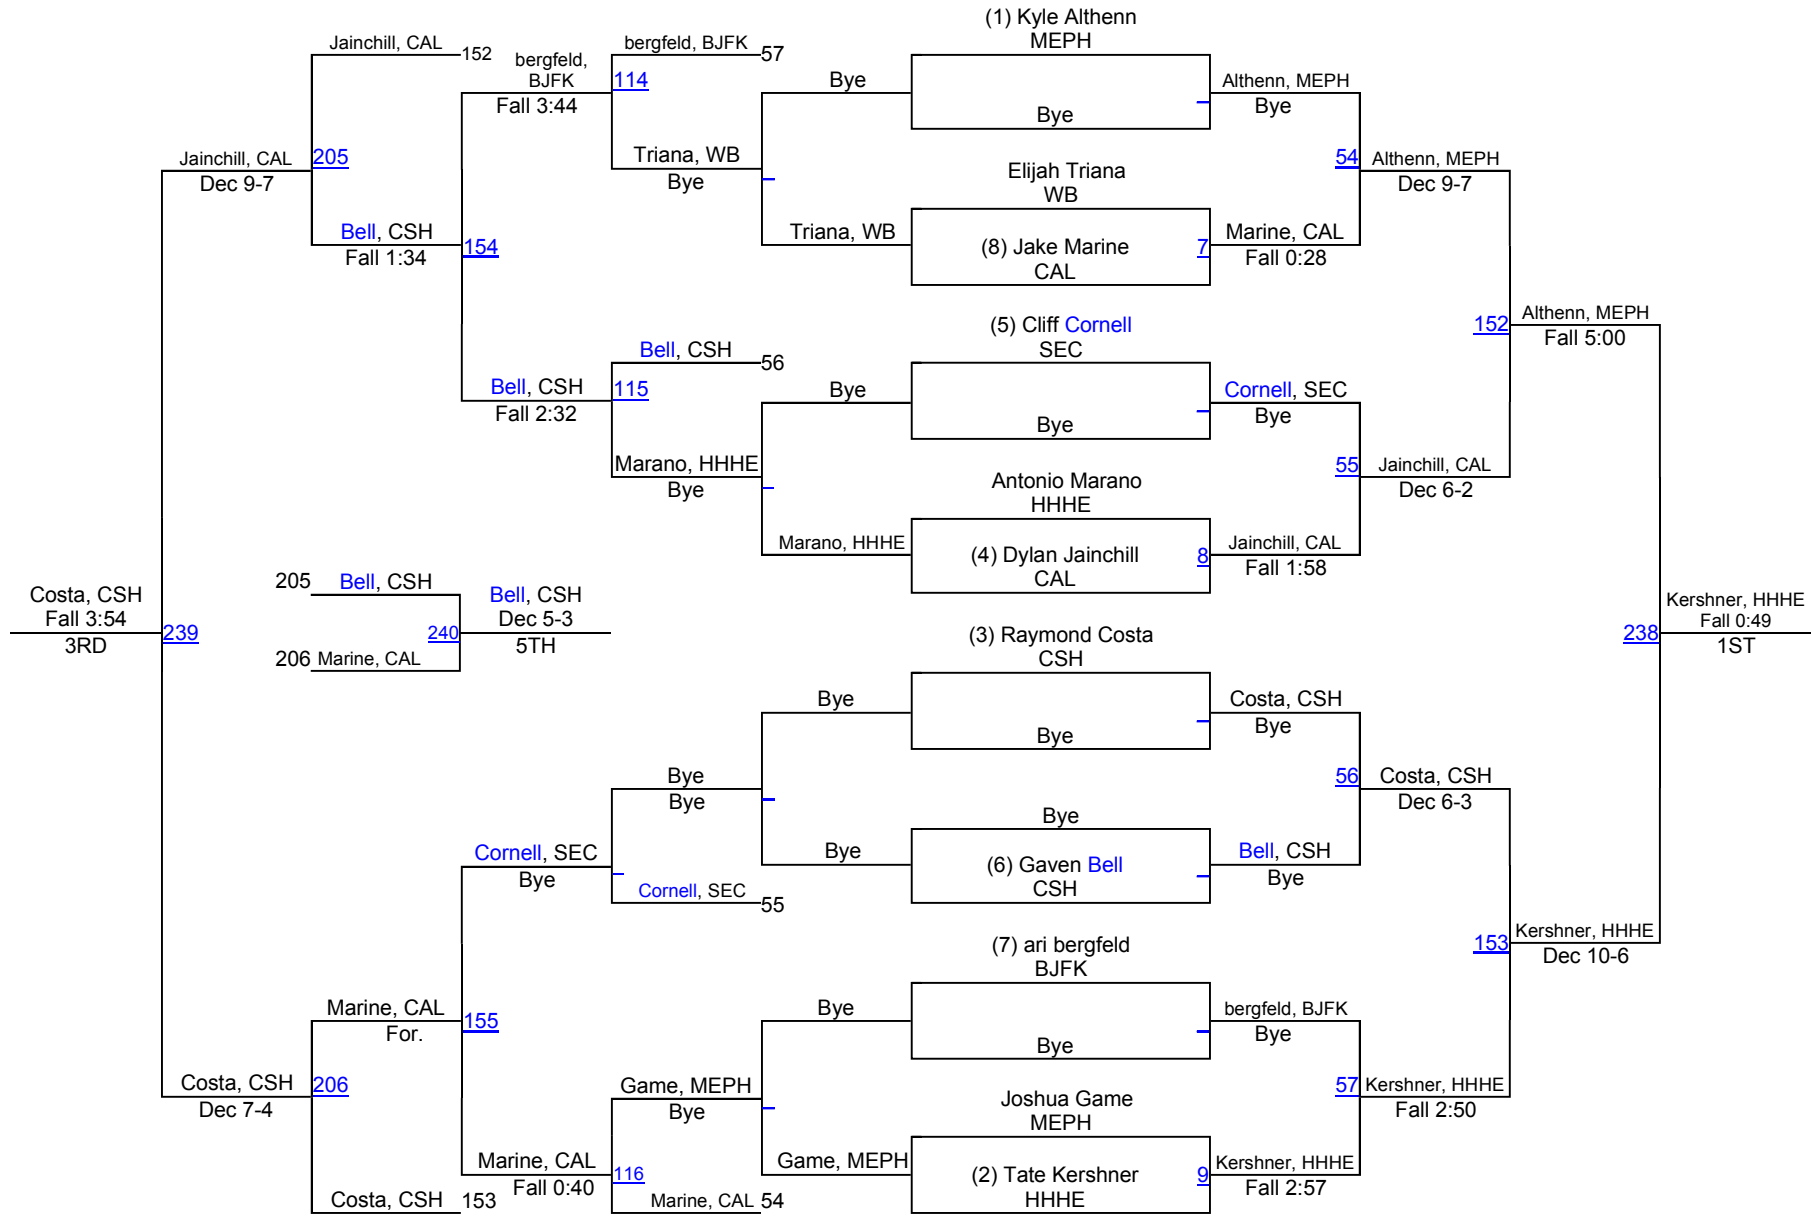 (1) Kyle Althenn
MEPH
Jainchill, CAL
152
bergfeld,
BJFK
Fall 3:44
bergfeld, BJFK
57
114
Bye
Bye
Althenn, MEPH
Bye
Jainchill, CAL
Dec 9-7
205
Triana, WB
Bye
Elijah Triana
WB
54
Althenn, MEPH
Dec 9-7
Bell, CSH
Fall 1:34
154
Triana, WB
(8) Jake Marine
CAL
7
Marine, CAL
Fall 0:28
(5) Cliff Cornell
SEC
152
Althenn, MEPH
Fall 5:00
Bell, CSH
56
Bell, CSH
Fall 2:32
115
Bye
Bye
Cornell, SEC
Bye
Marano, HHHE
Bye
Antonio Marano
HHHE
55
Jainchill, CAL
Dec 6-2
Marano, HHHE
(4) Dylan Jainchill
CAL
8
Jainchill, CAL
Fall 1:58
Costa, CSH
Fall 3:54
3RD
239
205
Bell, CSH
206
Marine, CAL
240
Bell, CSH
Dec 5-3
5TH
(3) Raymond Costa
CSH
238
Kershner, HHHE
Fall 0:49
1ST
Bye
Bye
Costa, CSH
Bye
Bye
Bye
56
Costa, CSH
Dec 6-3
Cornell, SEC
Bye
Bye
Bye
(6) Gaven Bell
CSH
Bell, CSH
Bye
Cornell, SEC
55
(7) ari bergfeld
BJFK
153
Kershner, HHHE
Dec 10-6
Marine, CAL
For.
155
Bye
Bye
bergfeld, BJFK
Bye
Costa, CSH
Dec 7-4
206
Game, MEPH
Bye
Joshua Game
MEPH
57
Kershner, HHHE
Fall 2:50
Marine, CAL
Fall 0:40
116
Game, MEPH
(2) Tate Kershner
HHHE
9
Kershner, HHHE
Fall 2:57
Costa, CSH
153
Marine, CAL
54